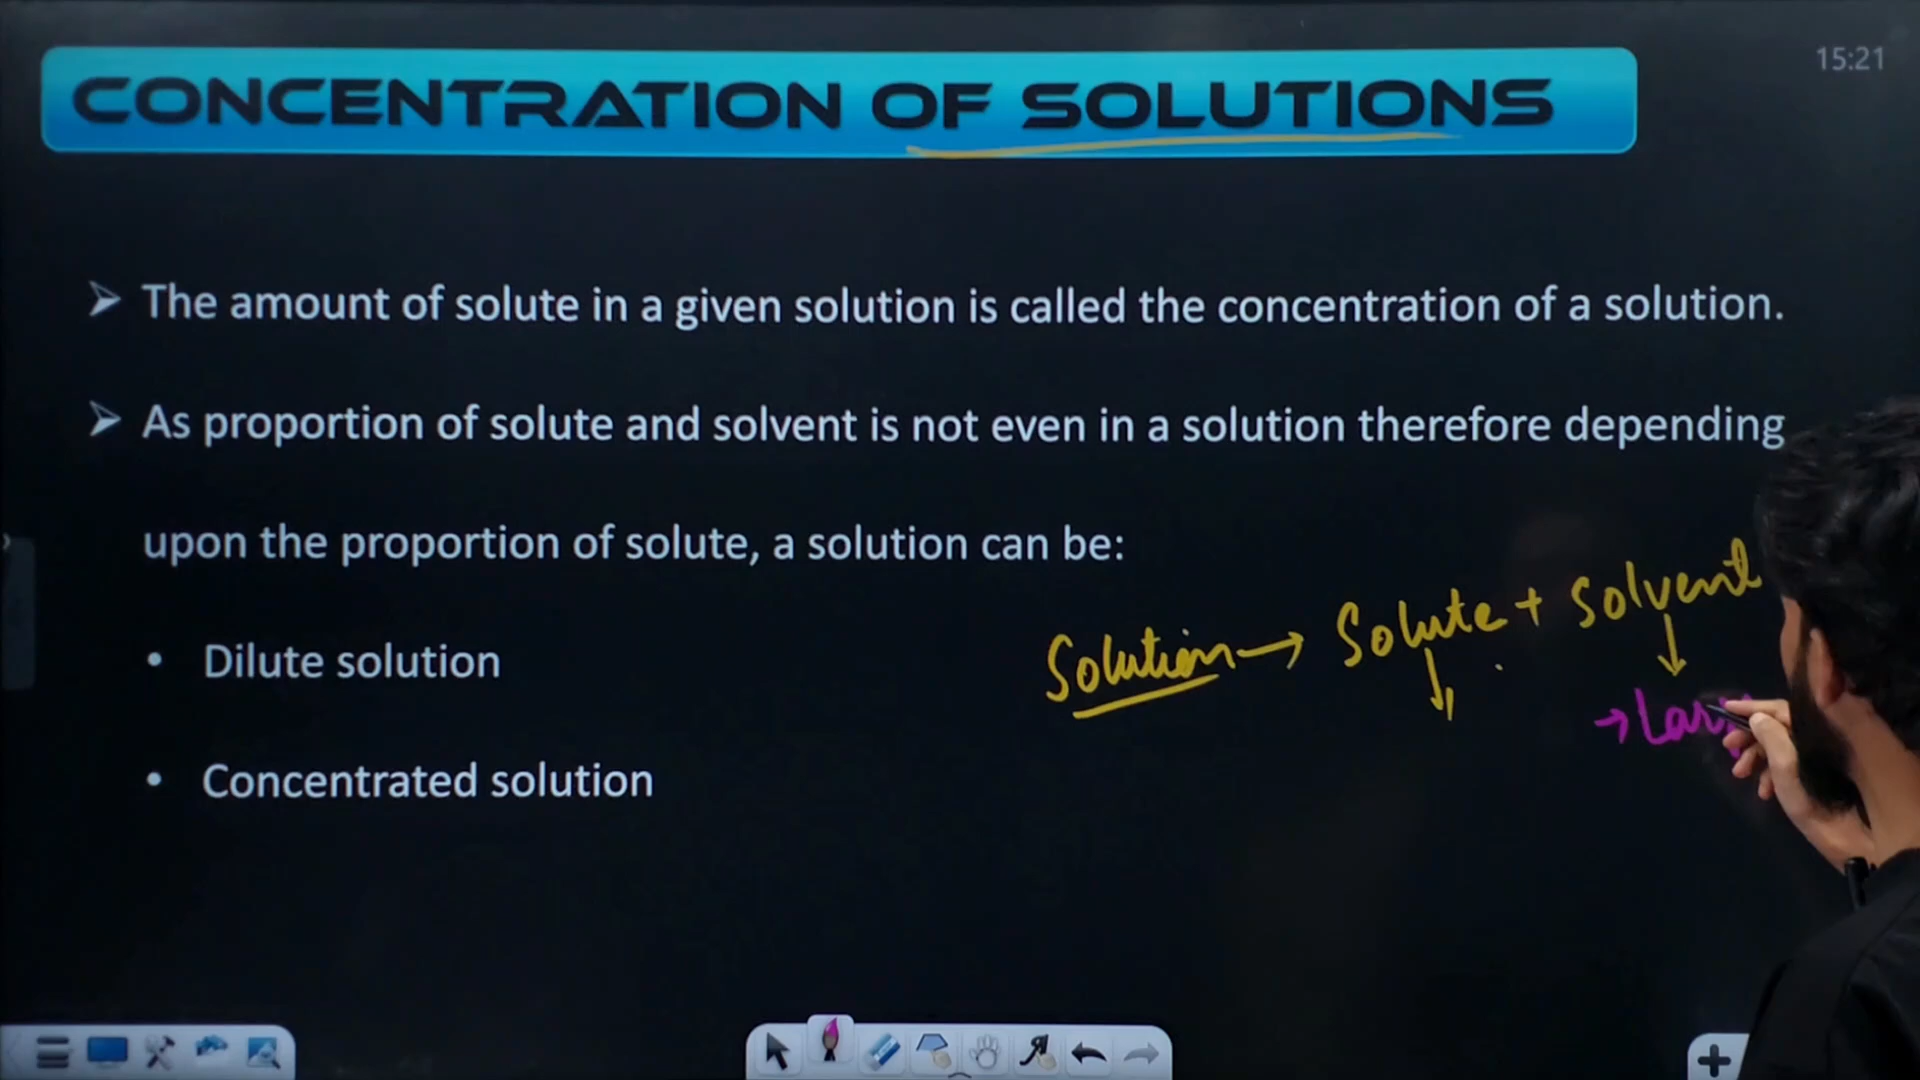 15:21
CONCENTRATION OF SOLUTIONS
➤ The amount of solute in a given solution is called the concentration of a solution.
➤ As proportion of solute and solvent is not even in a solution therefore depending
upon the proportion of solute, a solution can be:
• Dilute solution
• Concentrated solution
Solution → Solute + Solvent